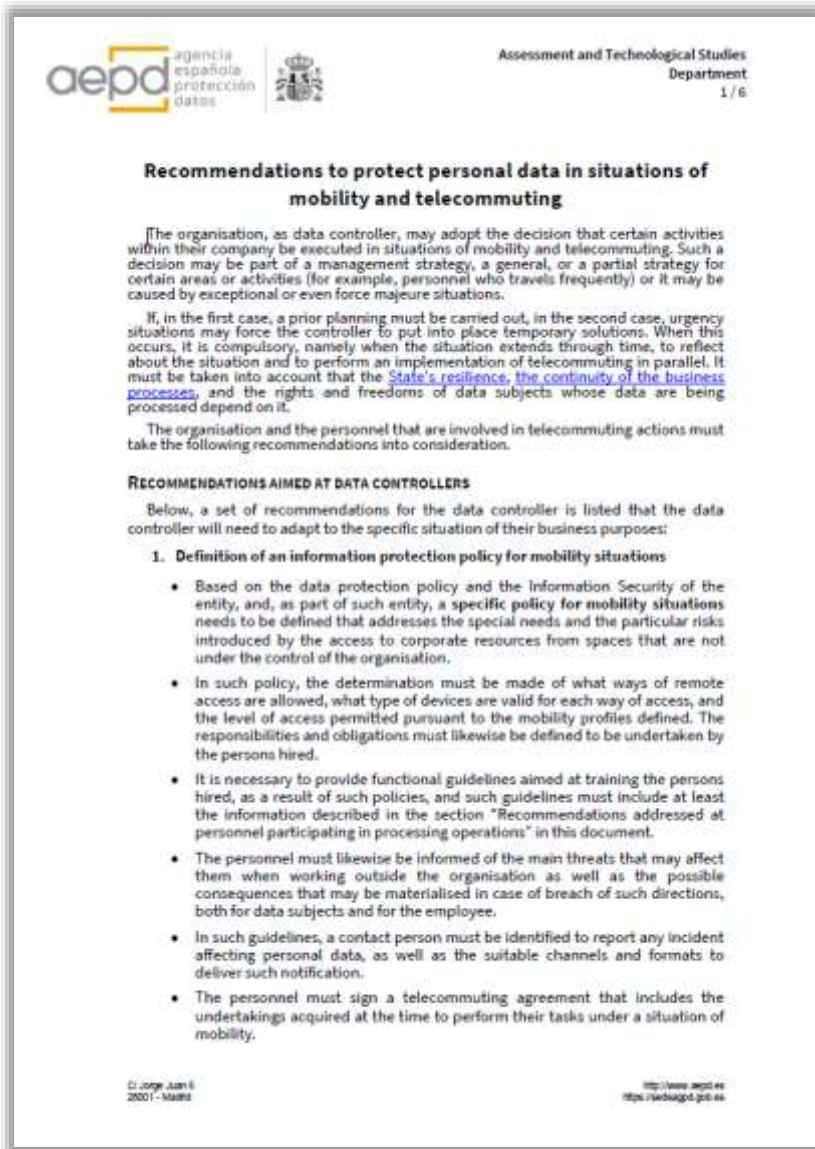 aepd
agencia
española
protección
datos
Assessment and Technological Studies
Department
1 / 6
Recommendations to protect personal data in situations of
mobility and telecommuting
The organisation, as data controller, may adopt the decision that certain activities
within their company be executed in situations of mobility and telecommuting. Such a
decision may be part of a management strategy, a general, or a partial strategy for
certain areas or activities (for example, personnel who travels frequently) or it may be
caused by exceptional or even force majeure situations.
If, in the first case, a prior planning must be carried out, in the second case, urgency
situations may force the controller to put into place temporary solutions. When this
occurs, it is compulsory, namely when the situation extends through time, to reflect
about the situation and to perform an implementation of telecommuting in parallel. It
must be taken into account that the State's resilience, the continuity of the business
processes, and the rights and freedoms of data subjects whose data are being
processed depend on it.
The organisation and the personnel that are involved in telecommuting actions must
take the following recommendations into consideration.
RECOMMENDATIONS AIMED AT DATA CONTROLLERS
Below, a set of recommendations for the data controller is listed that the data
controller will need to adapt to the specific situation of their business purposes:
1. Definition of an information protection policy for mobility situations
• Based on the data protection policy and the Information Security of the
entity, and, as part of such entity, a specific policy for mobility situations
needs to be defined that addresses the special needs and the particular risks
introduced by the access to corporate resources from spaces that are not
under the control of the organisation.
• In such policy, the determination must be made of what ways of remote
access are allowed, what type of devices are valid for each way of access, and
the level of access permitted pursuant to the mobility profiles defined. The
responsibilities and obligations must likewise be defined to be undertaken by
the persons hired.
• It is necessary to provide functional guidelines aimed at training the persons
hired, as a result of such policies, and such guidelines must include at least
the information described in the section "Recommendations addressed at
personnel participating in processing operations" in this document.
• The personnel must likewise be informed of the main threats that may affect
them when working outside the organisation as well as the possible
consequences that may be materialised in case of breach of such directions,
both for data subjects and for the employee.
• In such guidelines, a contact person must be identified to report any incident
affecting personal data, as well as the suitable channels and formats to
deliver such notification.
• The personnel must sign a telecommuting agreement that includes the
undertakings acquired at the time to perform their tasks under a situation of
mobility.
C/ Jorge Juan 6
28001 - Madrid
http://www.aepd.es
https://sedeagpd.gob.es